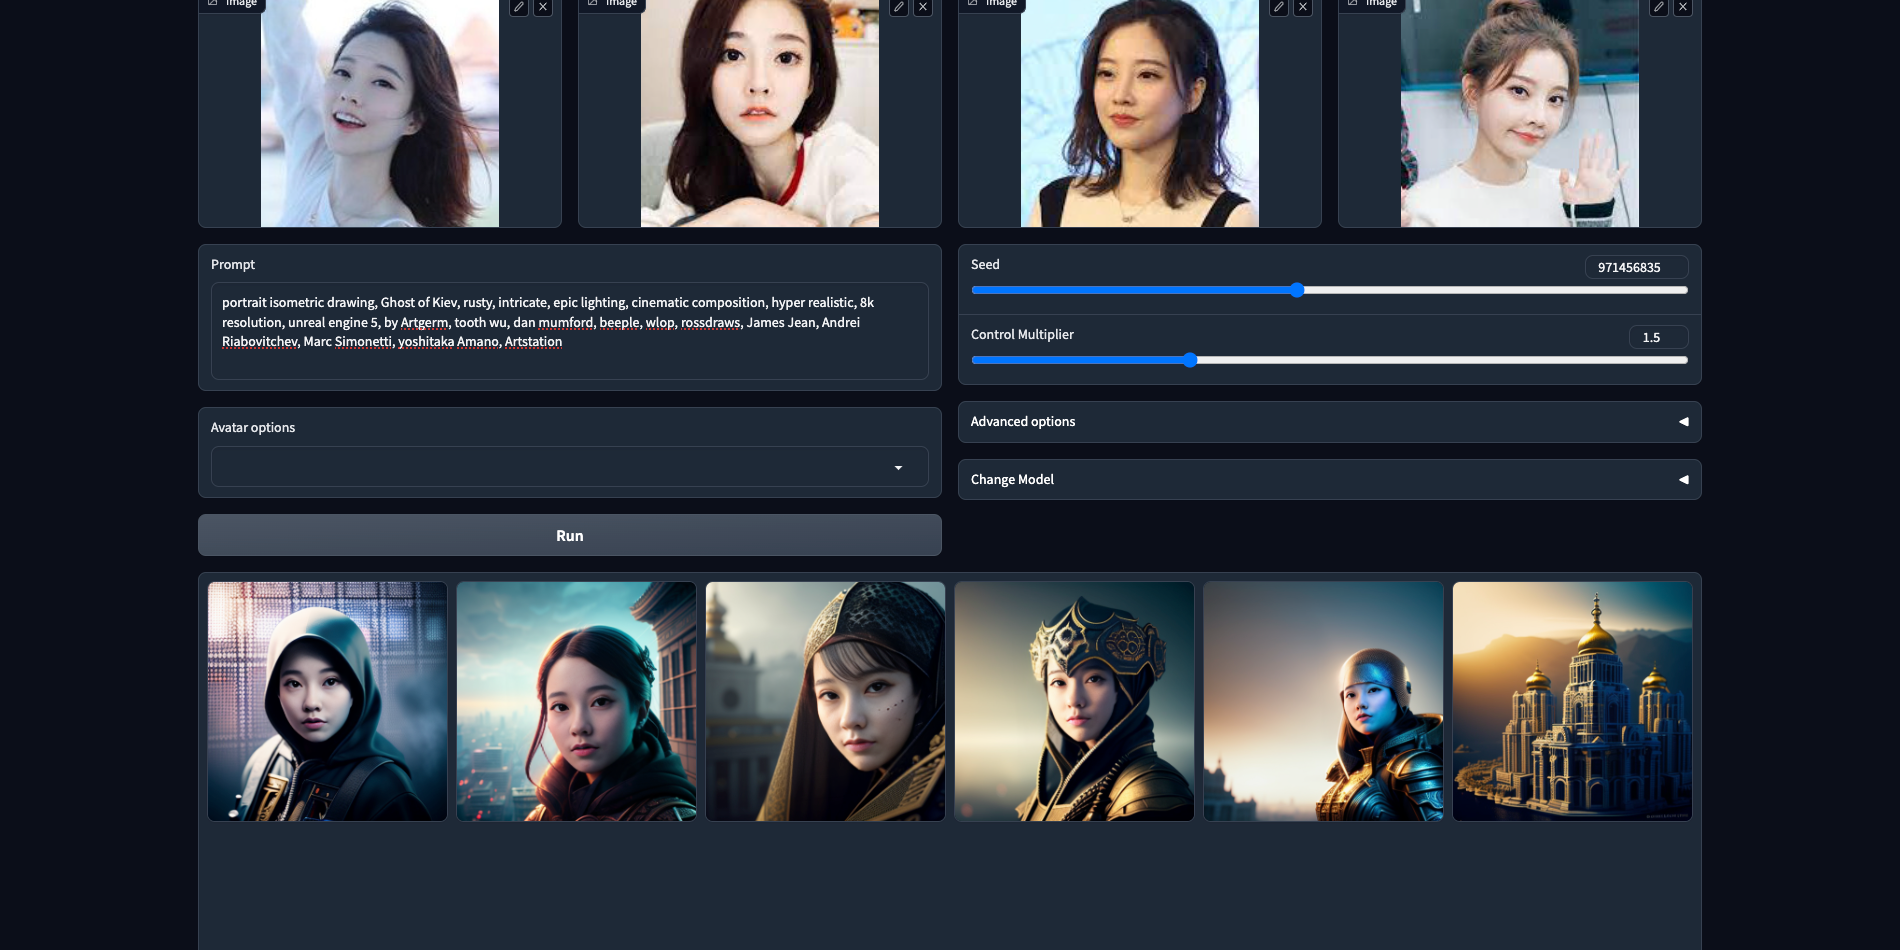 Image
Image
Image
Image
Prompt
portrait isometric drawing, Ghost of Kiev, rusty, intricate, epic lighting, cinematic composition, hyper realistic, 8k
resolution, unreal engine 5, by Artgerm, tooth wu, dan mumford, beeple, wlop, rossdraws, James Jean, Andrei
Riabovitchev, Marc Simonetti, yoshitaka Amano, Artstation
Seed
971456835
Control Multiplier
1.5
Avatar options
Advanced options
Change Model
Run